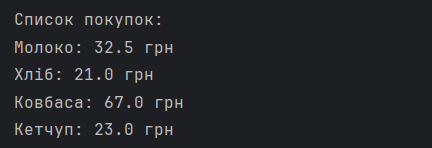 Список покупок:
Молоко: 32.5 грн
Хліб: 21.0 грн
Ковбаса: 67.0 грн
Кетчуп: 23.0 грн